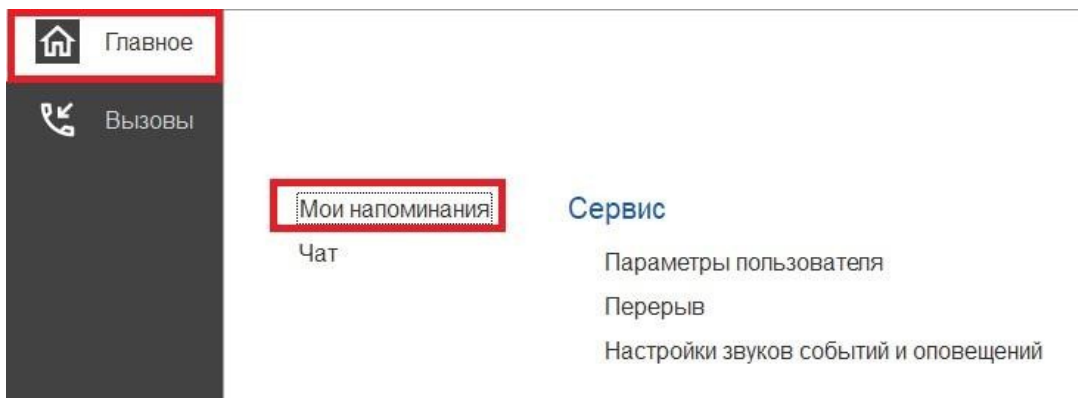 Главное
Вызовы
Мои напоминания
Чат
Сервис
Параметры пользователя
Перерыв
Настройки звуков событий и оповещений